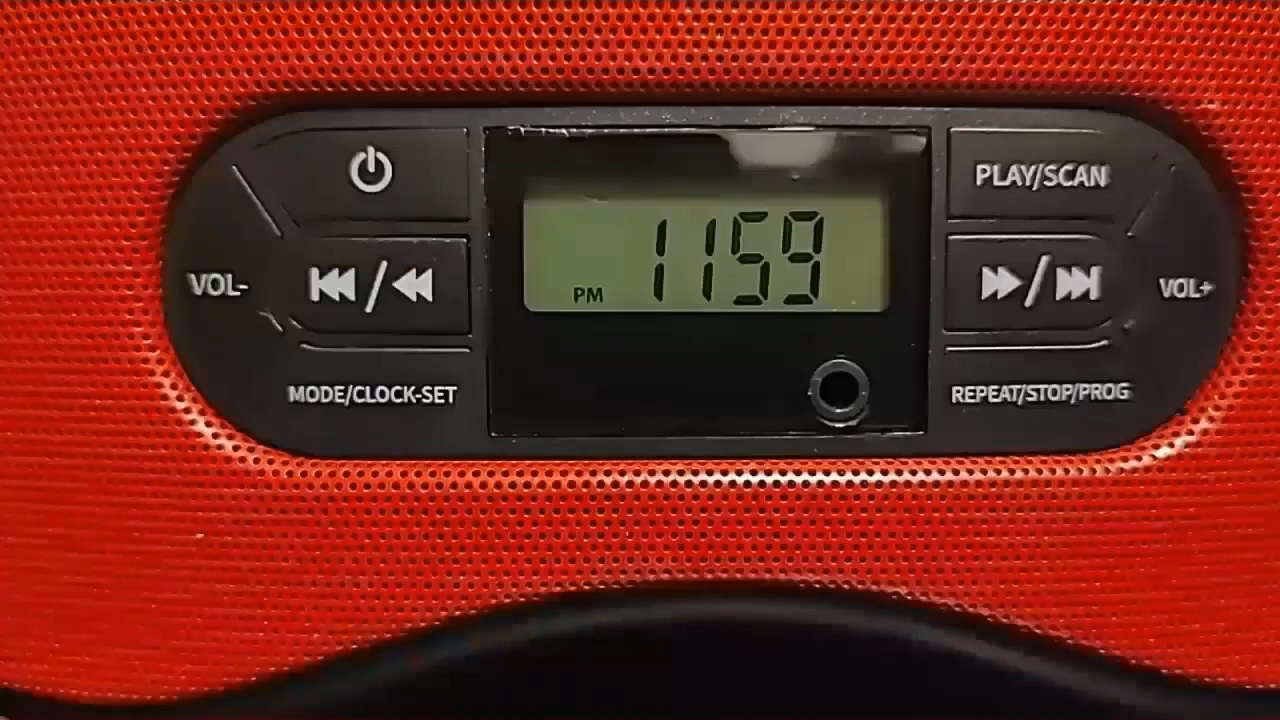 PLAY/SCAN
VOL-
PM 1159
VOL+
MODE/CLOCK-SET
REPEAT/STOP/PROG